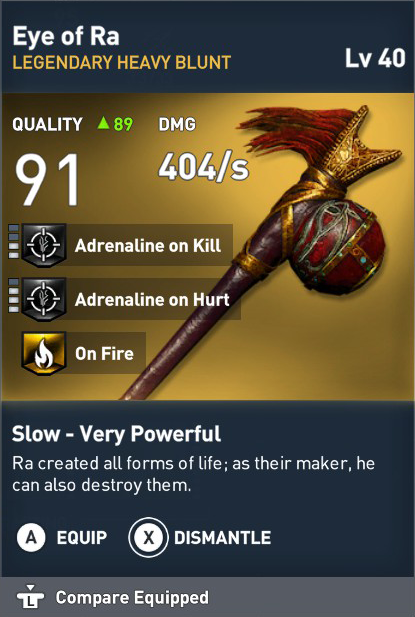 Eye of Ra
LEGENDARY HEAVY BLUNT
Lv 40
QUALITY ▲89 DMG
91 404/s
Adrenaline on Kill
Adrenaline on Hurt
On Fire
Slow - Very Powerful
Ra created all forms of life; as their maker, he
can also destroy them.
A EQUIP X DISMANTLE
L Compare Equipped